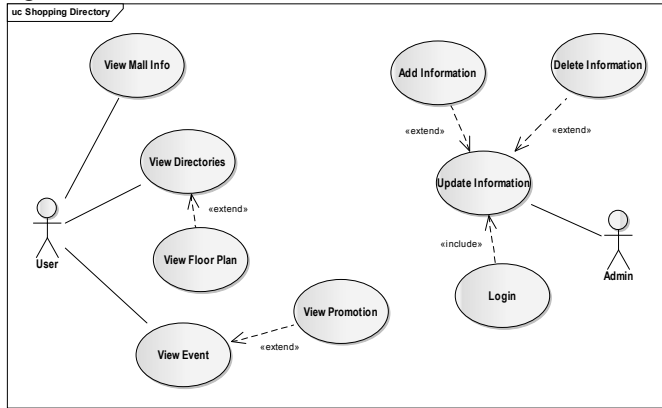 uc Shopping Directory
View Mall Info
Add Information
Delete Information
«extend»
«extend»
View Directories
Update Information
«extend»
«include»
User
View Floor Plan
Admin
Login
View Promotion
«extend»
View Event